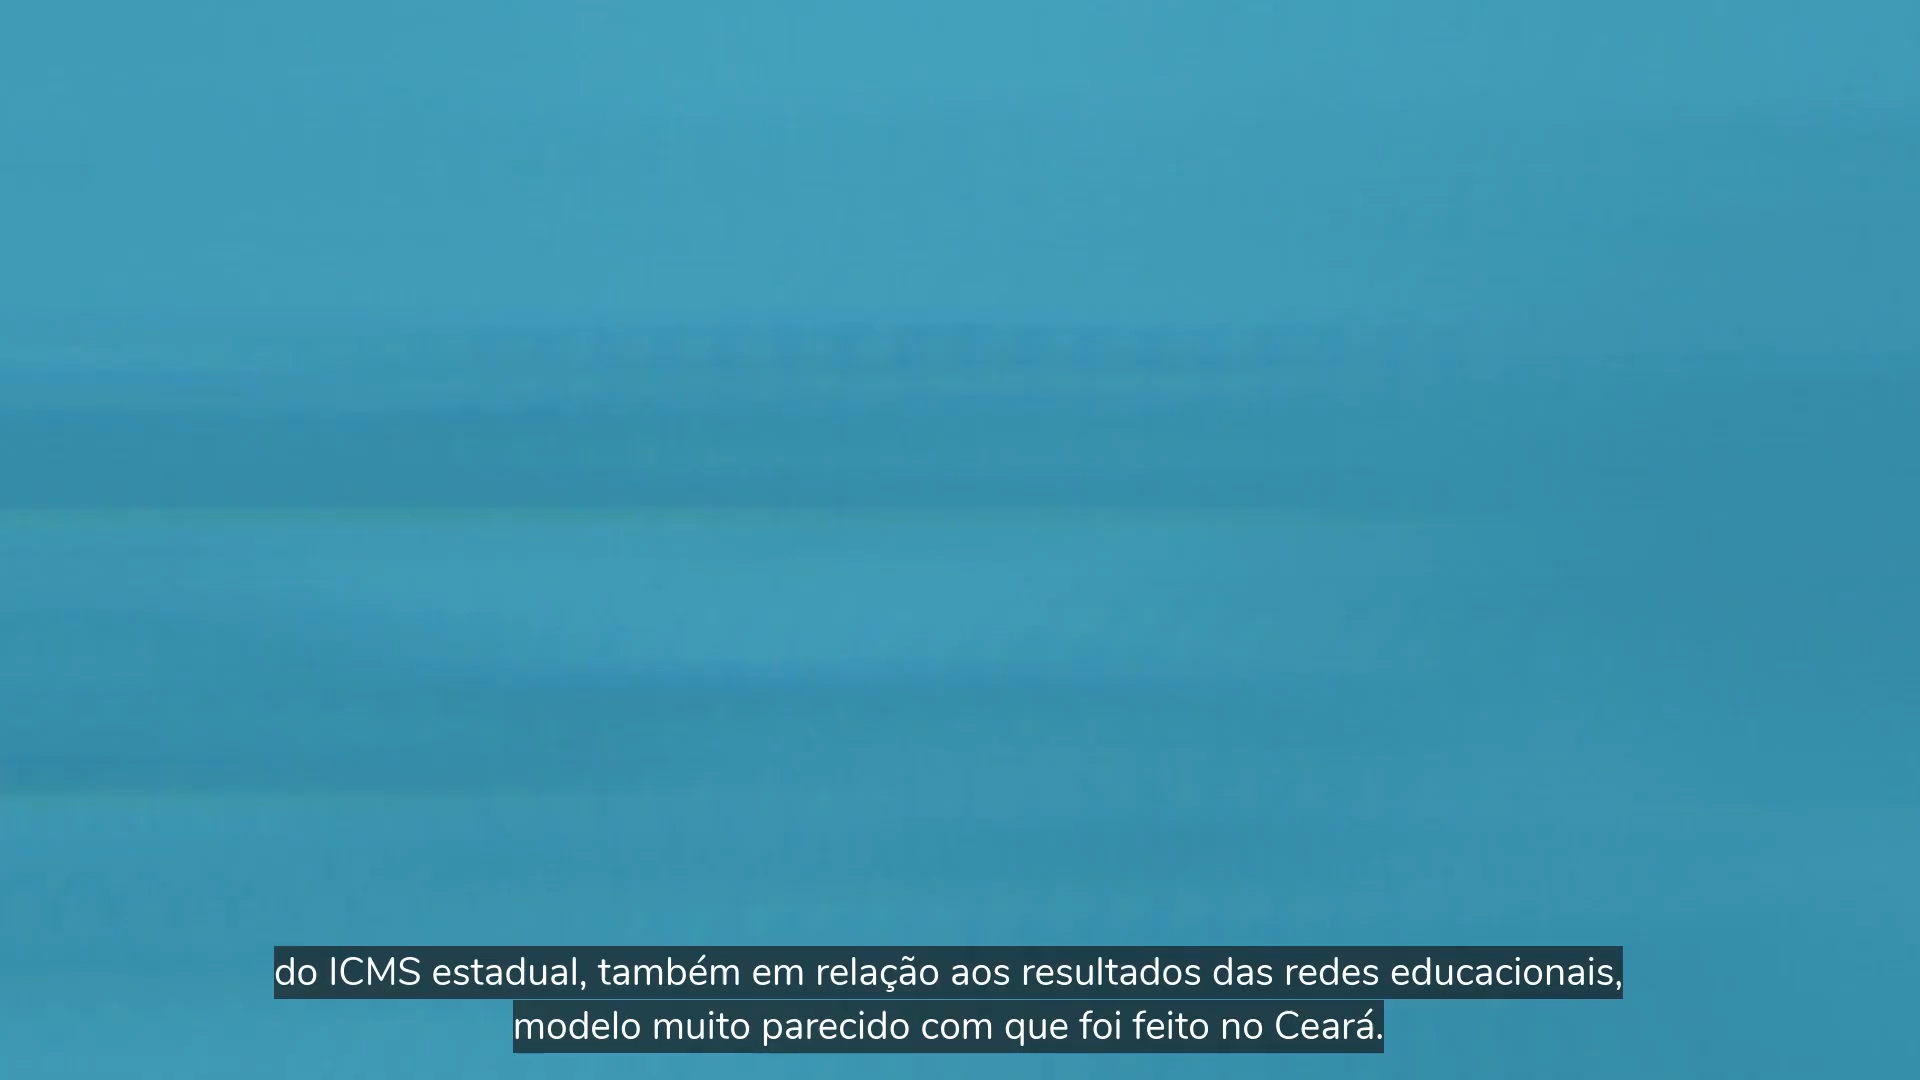 do ICMS estadual, também em relação aos resultados das redes educacionais,
modelo muito parecido com que foi feito no Ceará.